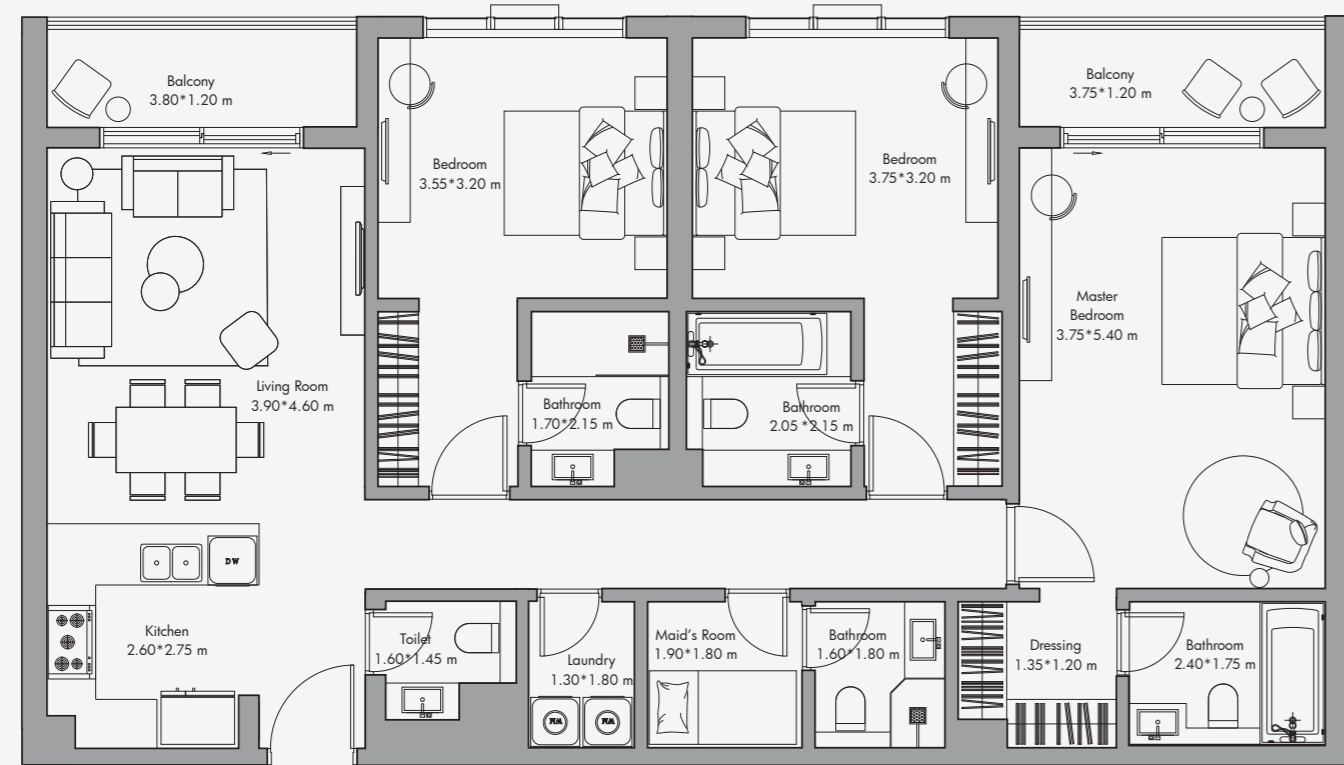 Balcony
3.80*1.20 m
Balcony
3.75*1.20 m
Bedroom
3.55*3.20 m
Bedroom
3.75*3.20 m
Master
Bedroom
3.75*5.40 m
Living Room
3.90*4.60 m
Bathroom
1.70*2.15 m
Bathroom
2.05 *2.15 m
DW
Kitchen
2.60*2.75 m
Toilet
1.60*1.45 m
Laundry
1.30*1.80 m
Maid's Room
1.90*1.80 m
Bathroom
1.60*1.80 m
Dressing
1.35*1.20 m
Bathroom
2.40*1.75 m